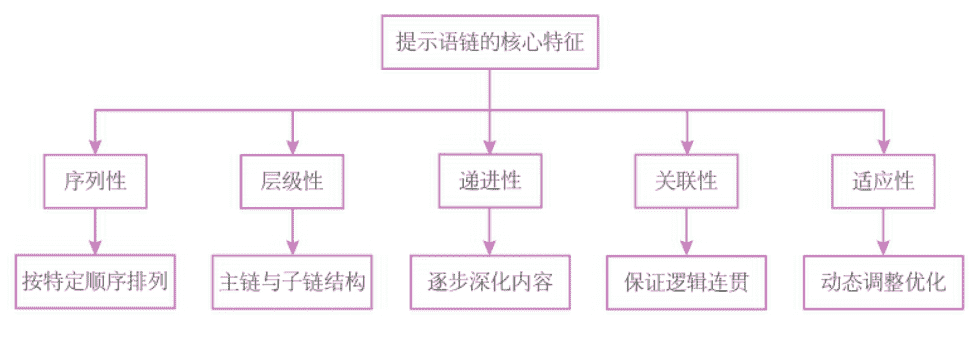 提示语链的核心特征
序列性
层级性
递进性
关联性
适应性
按特定顺序排列
主链与子链结构
逐步深化内容
保证逻辑连贯
动态调整优化